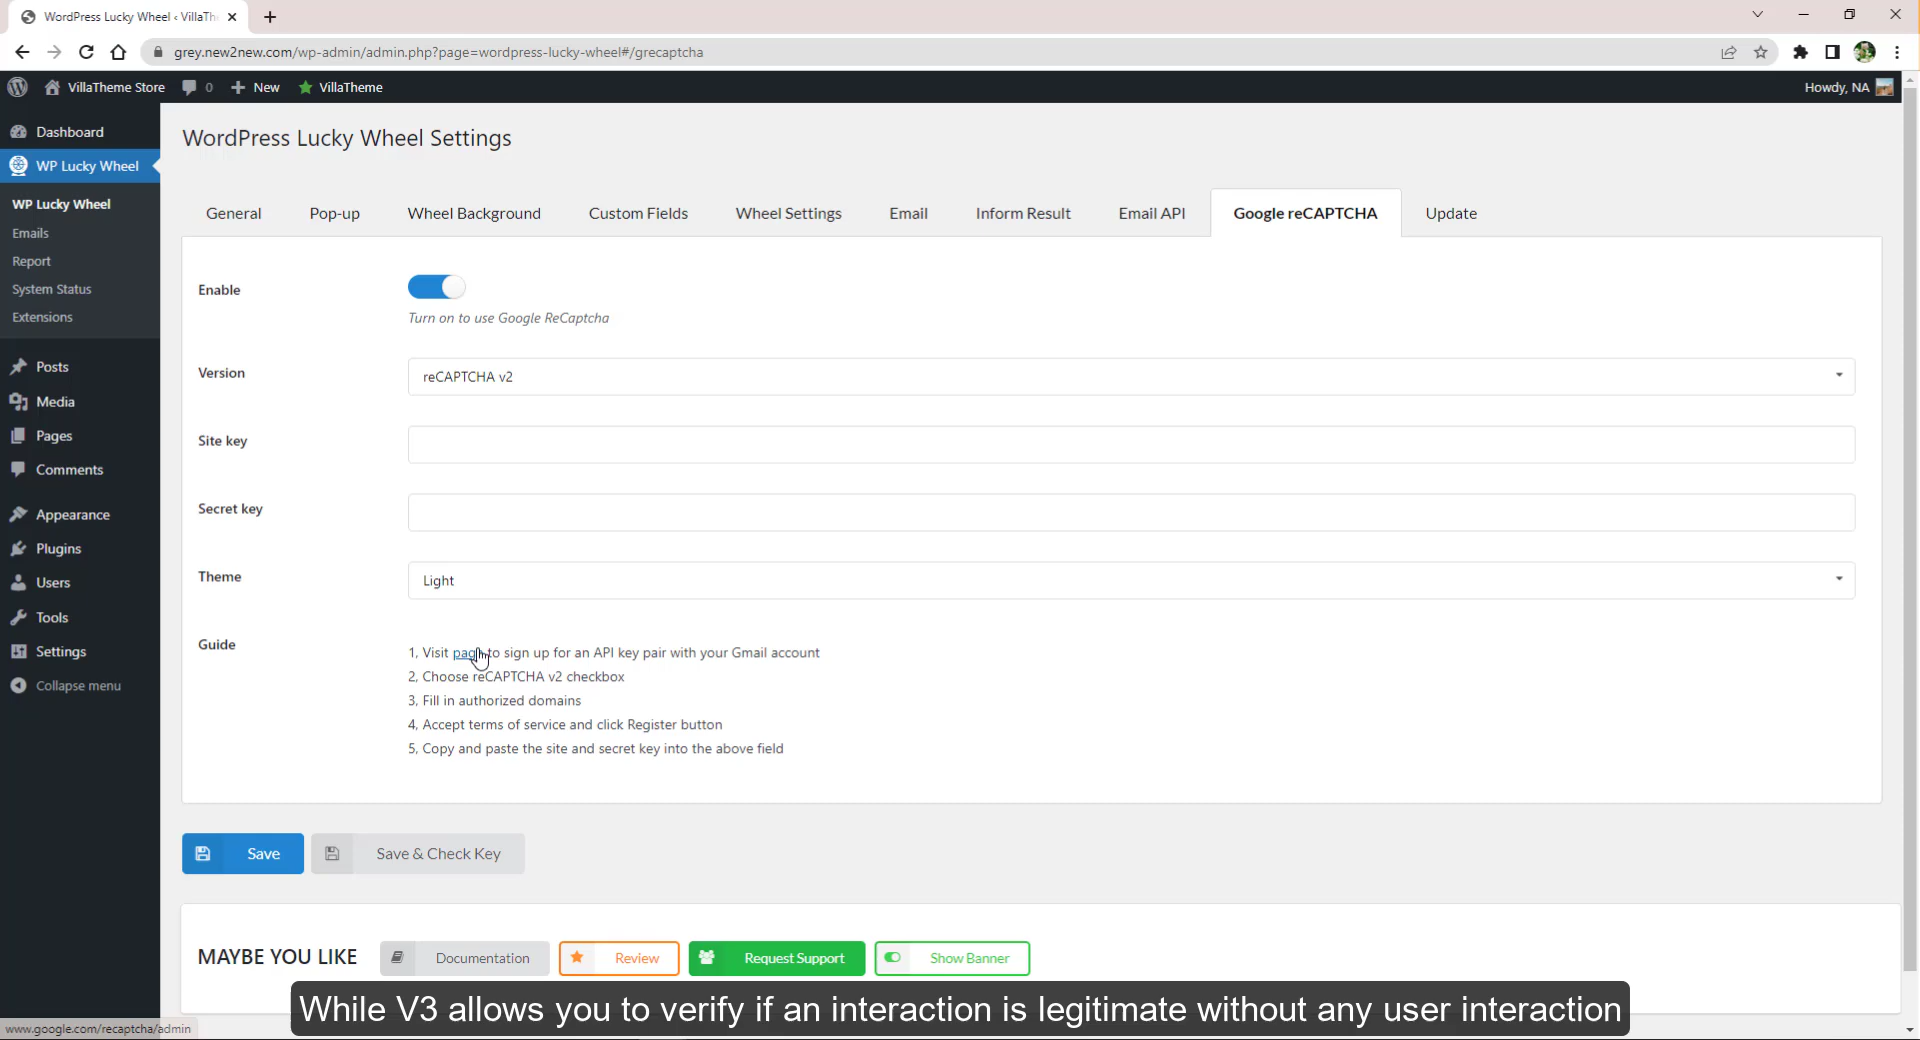 WordPress Lucky Wheel ‹ VillaTh
grey.new2new.com/wp-admin/admin.php?page=wordpress-lucky-wheel#/grecaptcha
VillaTheme Store 0 New VillaTheme Howdy, NA
Dashboard
WP Lucky Wheel
WP Lucky Wheel
Emails
Report
System Status
Extensions
Posts
Media
Pages
Comments
Appearance
Plugins
Users
Tools
Settings
Collapse menu
WordPress Lucky Wheel Settings
General Pop-up Wheel Background Custom Fields Wheel Settings Email Inform Result Email API Google reCAPTCHA Update
Enable
Turn on to use Google ReCaptcha
Version reCAPTCHA v2
Site key
Secret key
Theme Light
Guide
1, Visit page to sign up for an API key pair with your Gmail account
2, Choose reCAPTCHA v2 checkbox
3, Fill in authorized domains
4, Accept terms of service and click Register button
5, Copy and paste the site and secret key into the above field
Save Save & Check Key
MAYBE YOU LIKE Documentation Review Request Support Show Banner
While V3 allows you to verify if an interaction is legitimate without any user interaction
www.google.com/recaptcha/admin